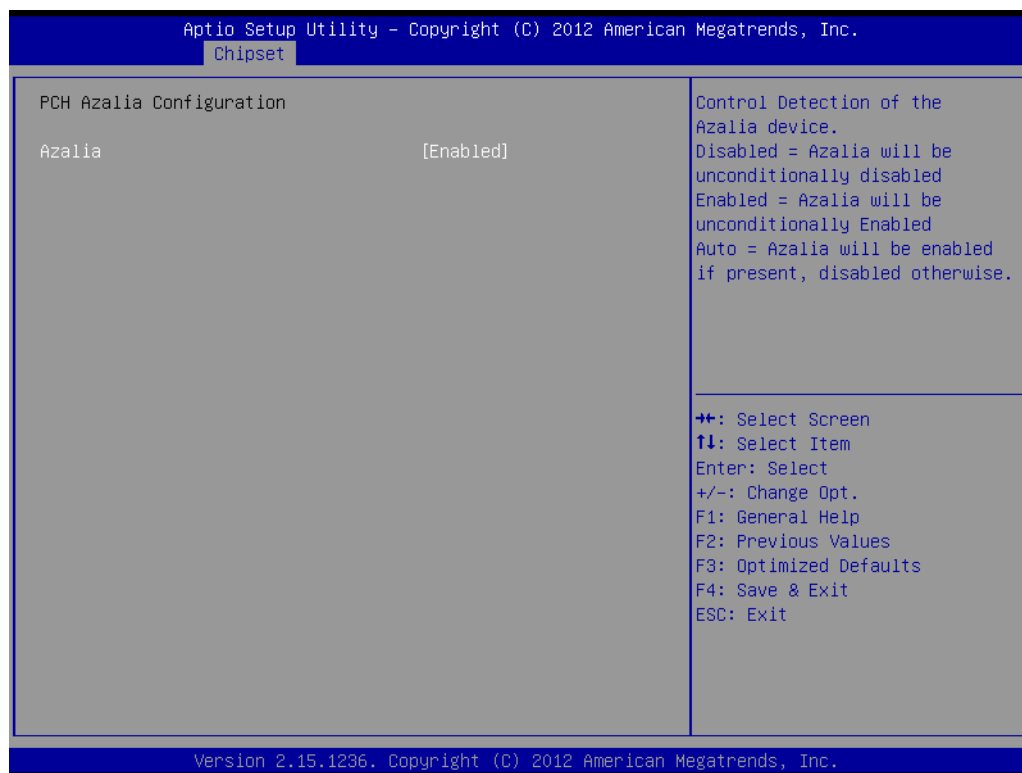 Aptio Setup Utility – Copyright (C) 2012 American Megatrends, Inc.
Chipset
PCH Azalia Configuration
Azalia [Enabled]
Control Detection of the
Azalia device.
Disabled = Azalia will be
unconditionally disabled
Enabled = Azalia will be
unconditionally Enabled
Auto = Azalia will be enabled
if present, disabled otherwise.
→←: Select Screen
↑↓: Select Item
Enter: Select
+/-: Change Opt.
F1: General Help
F2: Previous Values
F3: Optimized Defaults
F4: Save & Exit
ESC: Exit
Version 2.15.1236. Copyright (C) 2012 American Megatrends, Inc.